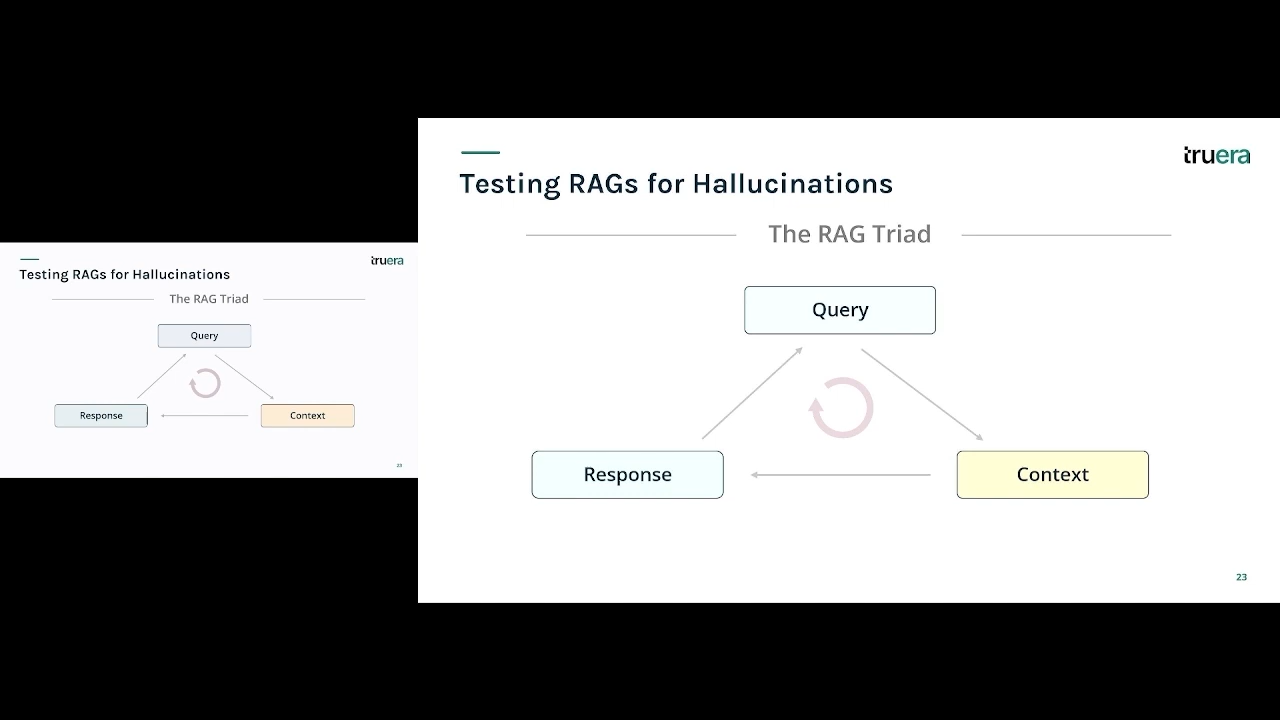 truera
Testing RAGs for Hallucinations
The RAG Triad
Query
Response
Context
23
truera
Testing RAGs for Hallucinations
The RAG Triad
Query
Response
Context
23